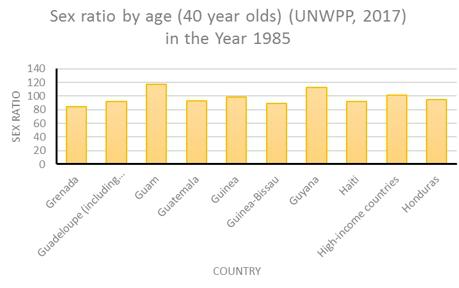 Sex ratio by age (40 year olds) (UNWPP, 2017)
in the Year 1985
140
120
100
80
60
40
20
0
SEX RATIO
Grenada
Guadeloupe (including...
Guam
Guatemala
Guinea
Guinea-Bissau
Guyana
Haiti
High-income countries
Honduras
COUNTRY